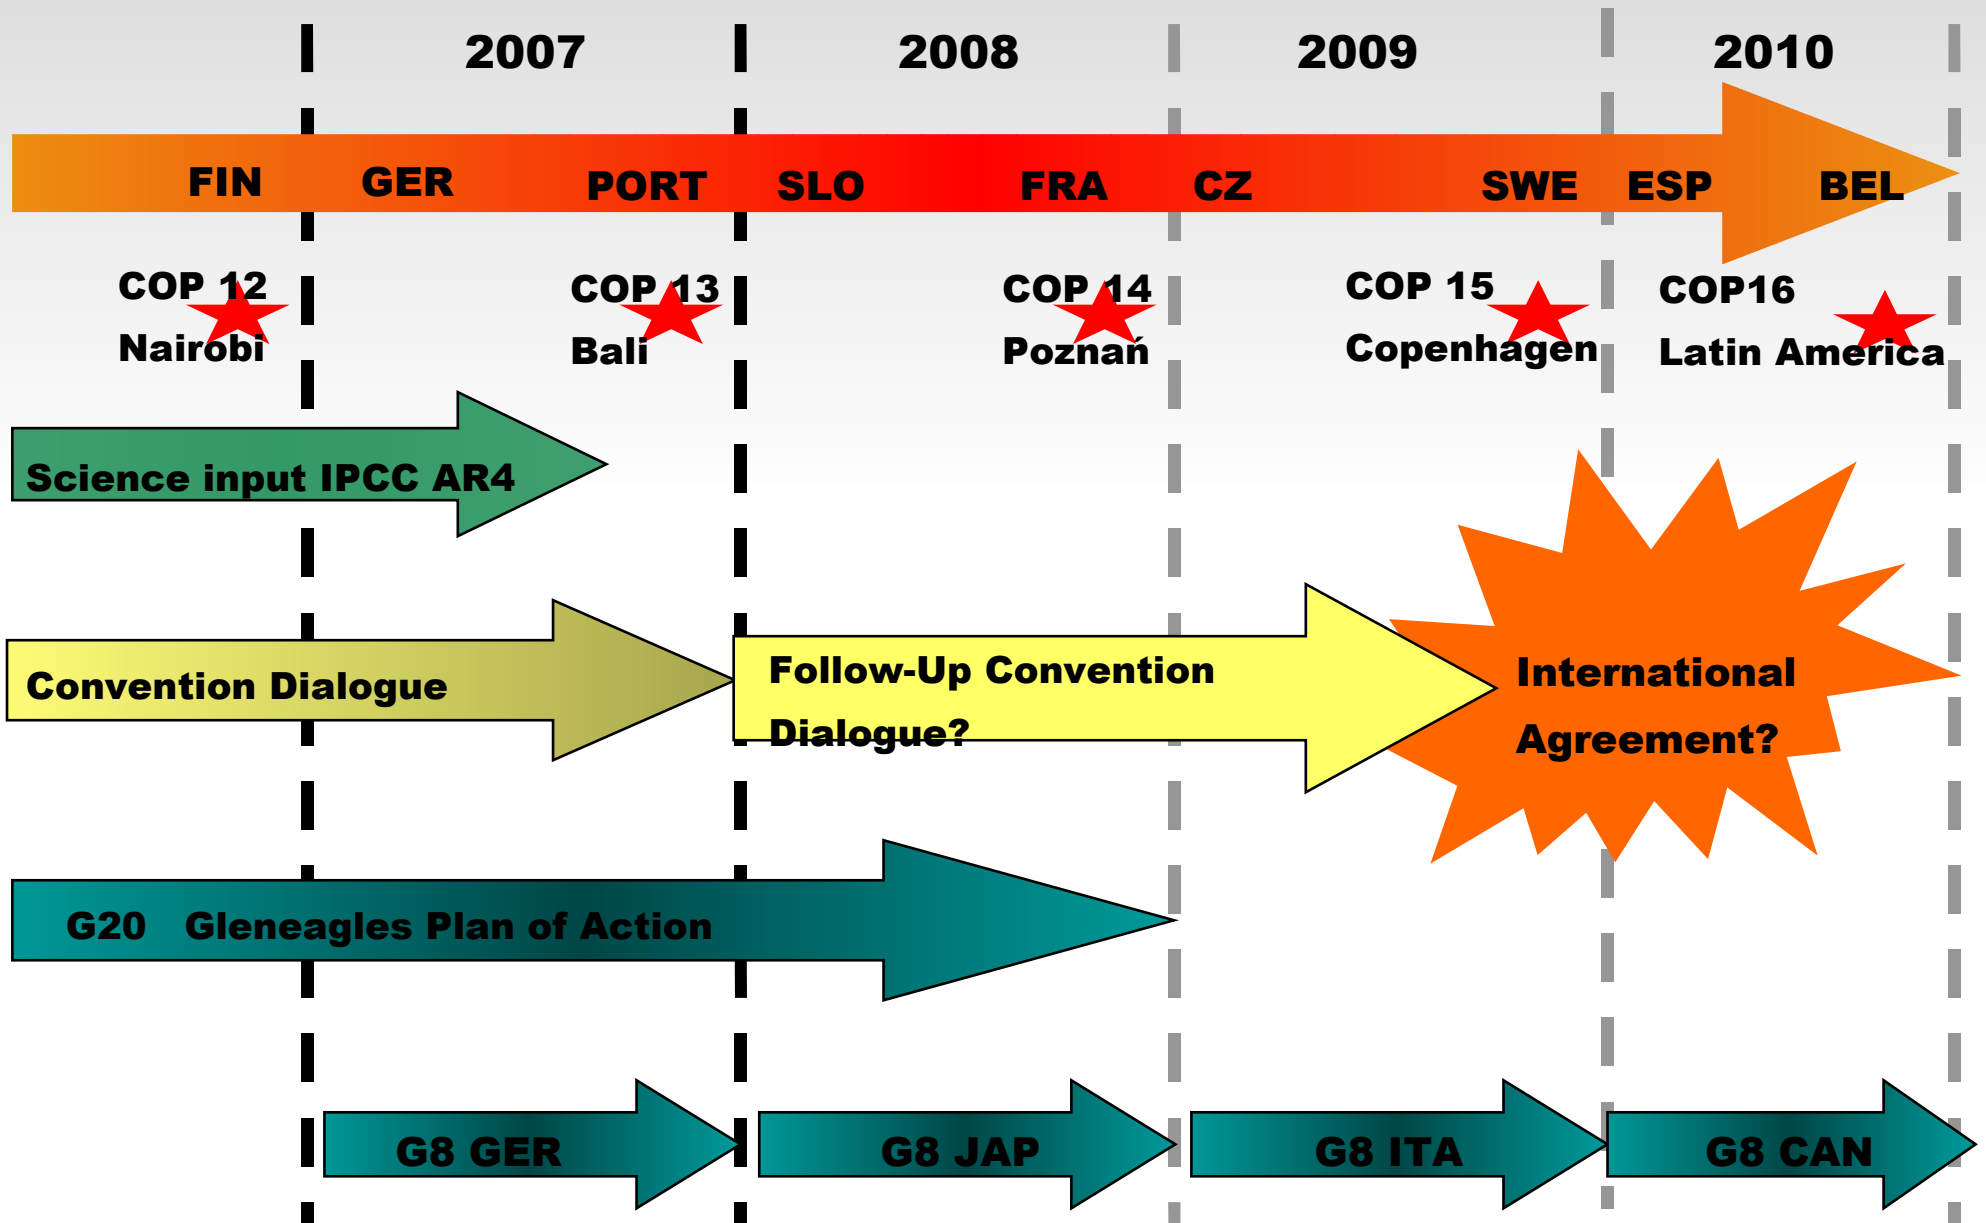 2007 2008 2009 2010
FIN GER PORT SLO FRA CZ SWE ESP BEL
COP 12
Nairobi
COP 13
Bali
COP 14
Poznań
COP 15
Copenhagen
COP16
Latin America
Science input IPCC AR4
Convention Dialogue
Follow-Up Convention
Dialogue?
International
Agreement?
G20 Gleneagles Plan of Action
G8 GER
G8 JAP
G8 ITA
G8 CAN